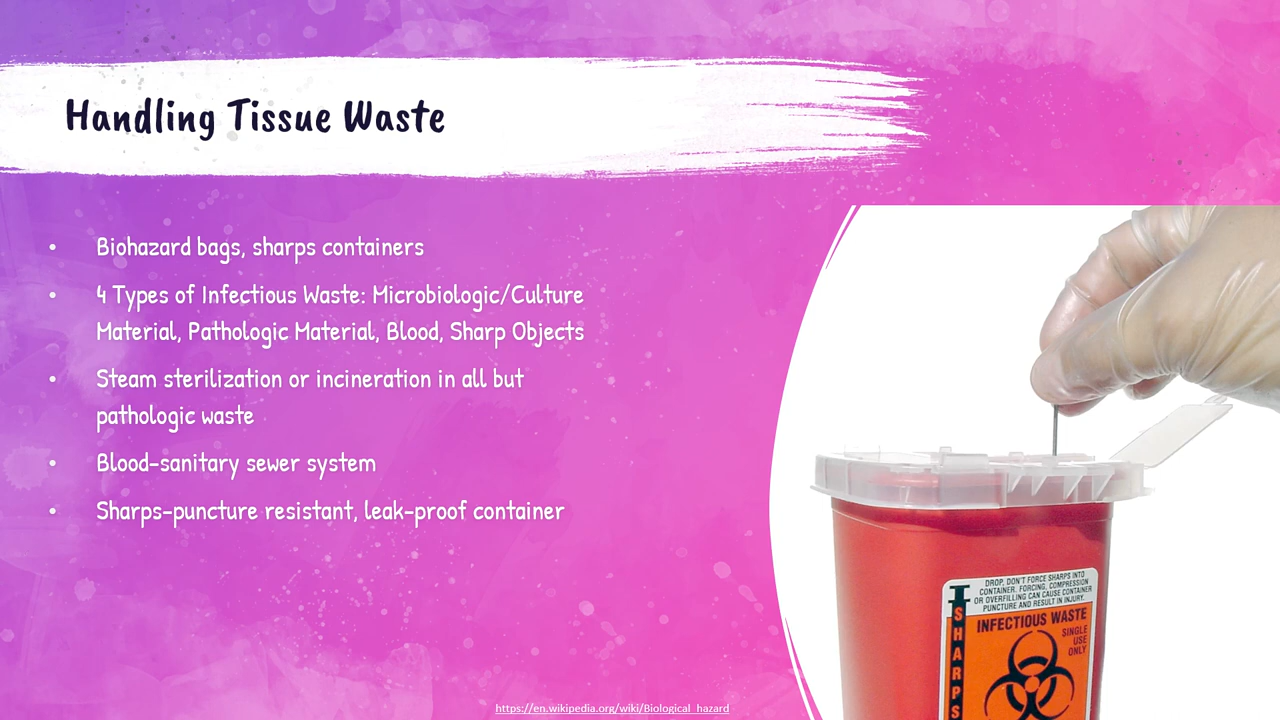 Handling Tissue Waste
• Biohazard bags, sharps containers
• 4 Types of Infectious Waste: Microbiologic/Culture
Material, Pathologic Material, Blood, Sharp Objects
• Steam sterilization or incineration in all but
pathologic waste
• Blood-sanitary sewer system
• Sharps-puncture resistant, leak-proof container
DROP, DON'T FORCE SHARPS INTO
CONTAINER. FORCING, COMPRESSION
OR OVERFILLING CAN CAUSE CONTAINER
PUNCTURE AND RESULT IN INJURY.
SHARPS
INFECTIOUS WASTE
SINGLE
USE
ONLY
https://en.wikipedia.org/wiki/Biological_hazard